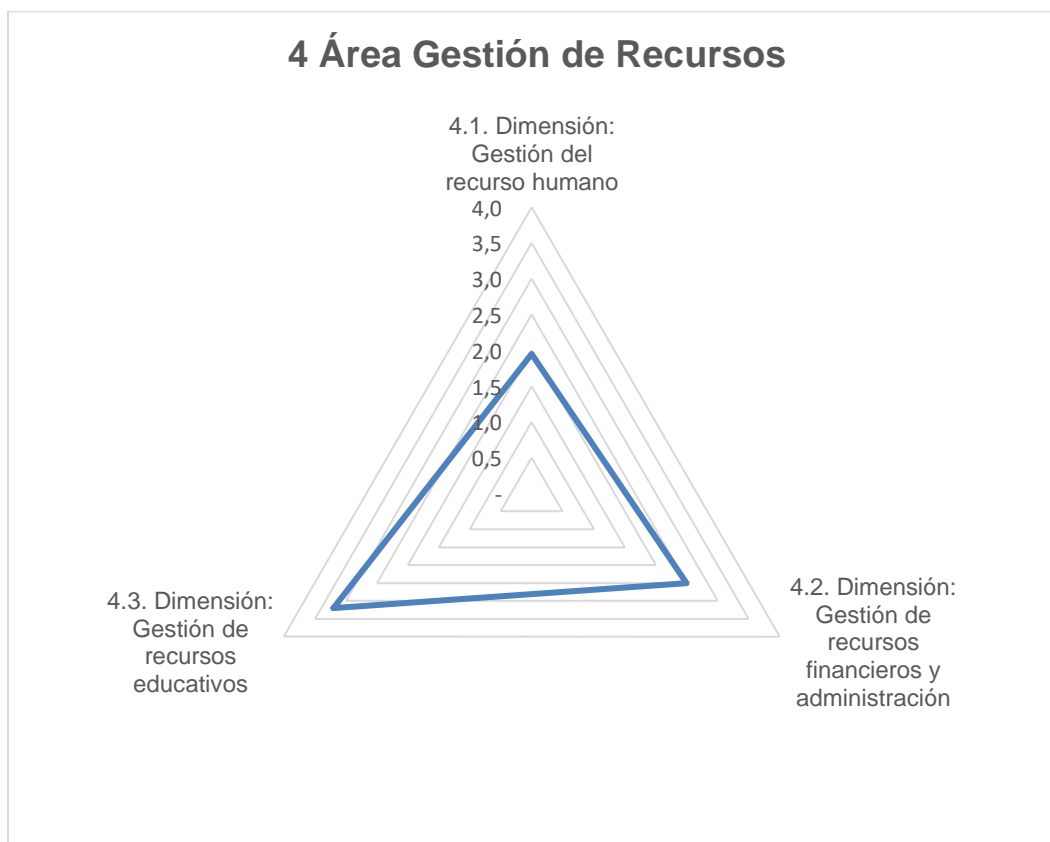 4 Área Gestión de Recursos
4.1. Dimensión:
Gestión del
recurso humano
4,0
3,5
3,0
2,5
2,0
1,5
1,0
0,5
-
4.3. Dimensión:
Gestión de
recursos
educativos
4.2. Dimensión:
Gestión de
recursos
financieros y
administración